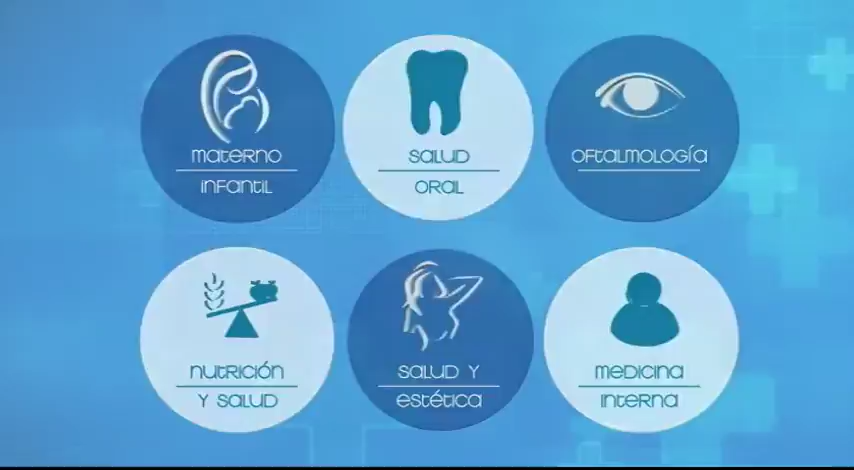 materno
infantil
salud
oral
oftalmología
nutrición
y salud
salud y
estética
medicina
interna